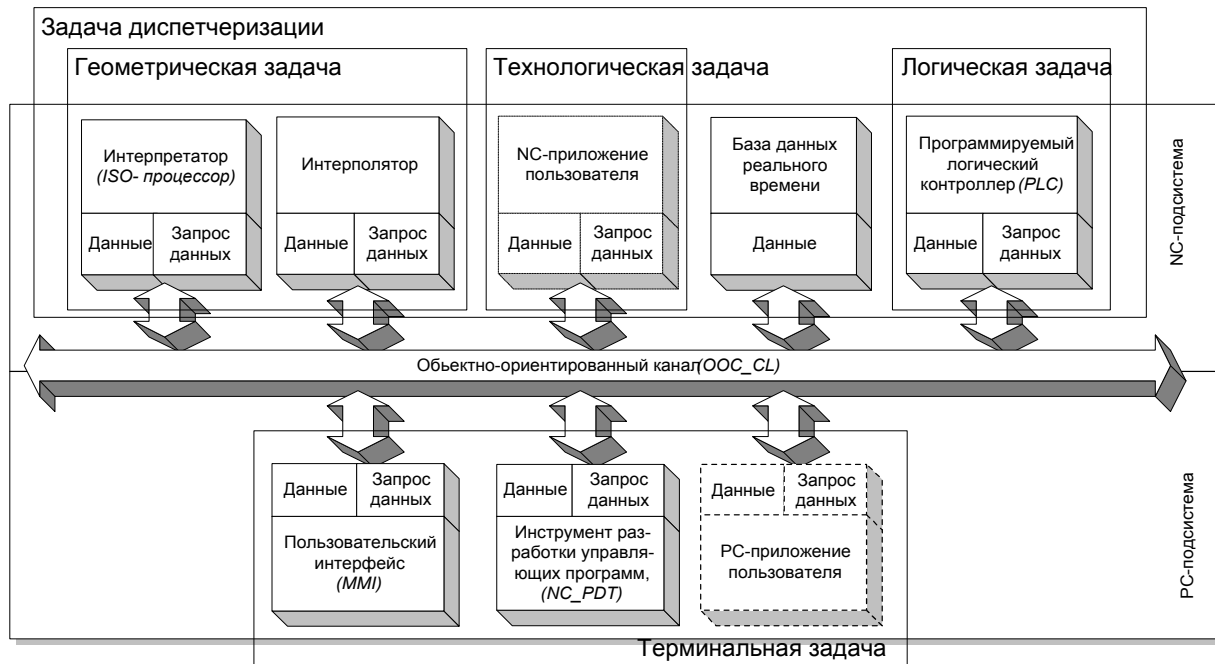 Задача диспетчеризации
Геометрическая задача
Технологическая задача
Логическая задача
Интерпретатор
(ISO- процессор)
Данные
Запрос
данных
Интерполятор
Данные
Запрос
данных
NC-приложение
пользователя
Данные
Запрос
данных
База данных
реального
времени
Данные
Программируемый
логический
контроллер (PLC)
Данные
Запрос
данных
NC-подсистема
Обьектно-ориентированный канал(OOC_CL)
Данные
Запрос
данных
Пользовательский
интерфейс
(MMI)
Данные
Запрос
данных
Инструмент раз-
работки управля-
ющих программ,
(NC_PDT)
Данные
Запрос
данных
PC-приложение
пользователя
PC-подсистема
Терминальная задача